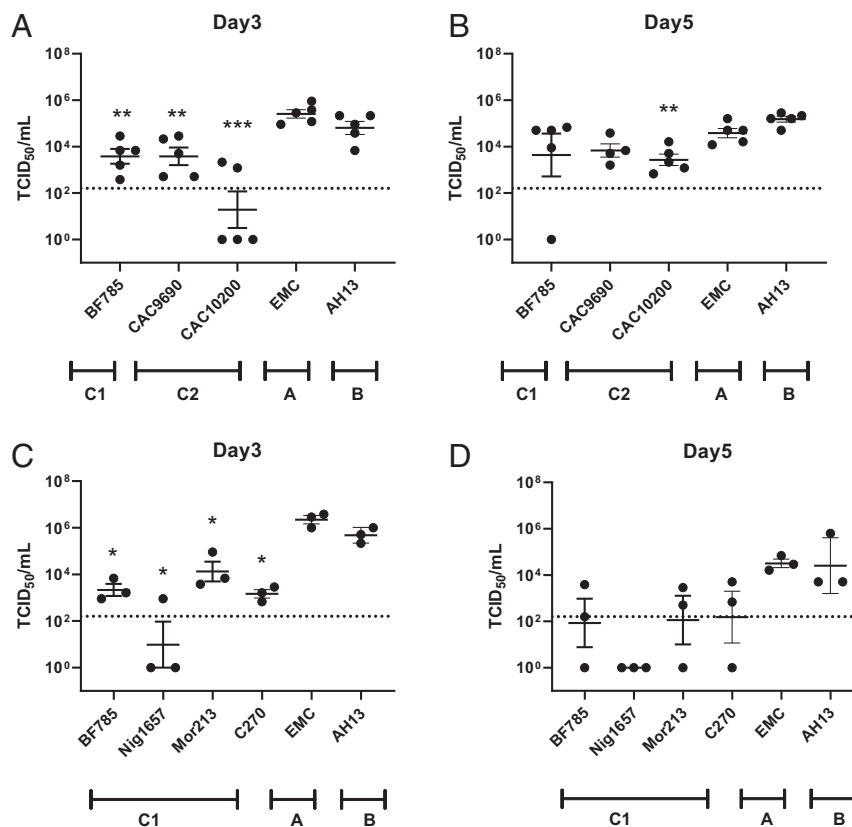 A
Day3
TCID50/mL
10^8
10^6
10^4
10^2
10^0
** ** ***
BF785 CAC9690 CAC10200 EMC AH13
C1 C2 A B
B
Day5
TCID50/mL
10^8
10^6
10^4
10^2
10^0
**
BF785 CAC9690 CAC10200 EMC AH13
C1 C2 A B
C
Day3
TCID50/mL
10^8
10^6
10^4
10^2
10^0
* * * *
BF785 Nig1657 Mor213 C270 EMC AH13
C1 A B
D
Day5
TCID50/mL
10^8
10^6
10^4
10^2
10^0
BF785 Nig1657 Mor213 C270 EMC AH13
C1 A B